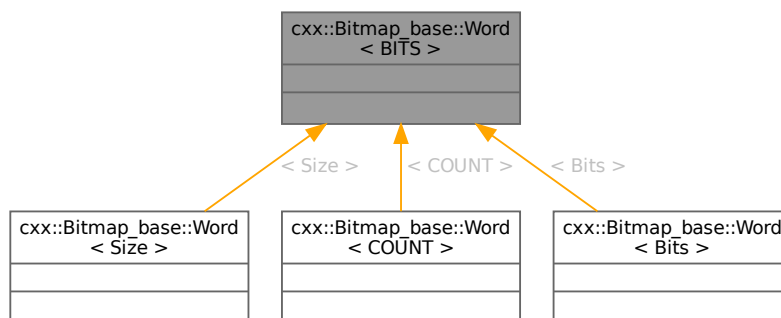 cxx::Bitmap_base::Word
< BITS >
< Size >
< COUNT >
< Bits >
cxx::Bitmap_base::Word
< Size >
cxx::Bitmap_base::Word
< COUNT >
cxx::Bitmap_base::Word
< Bits >